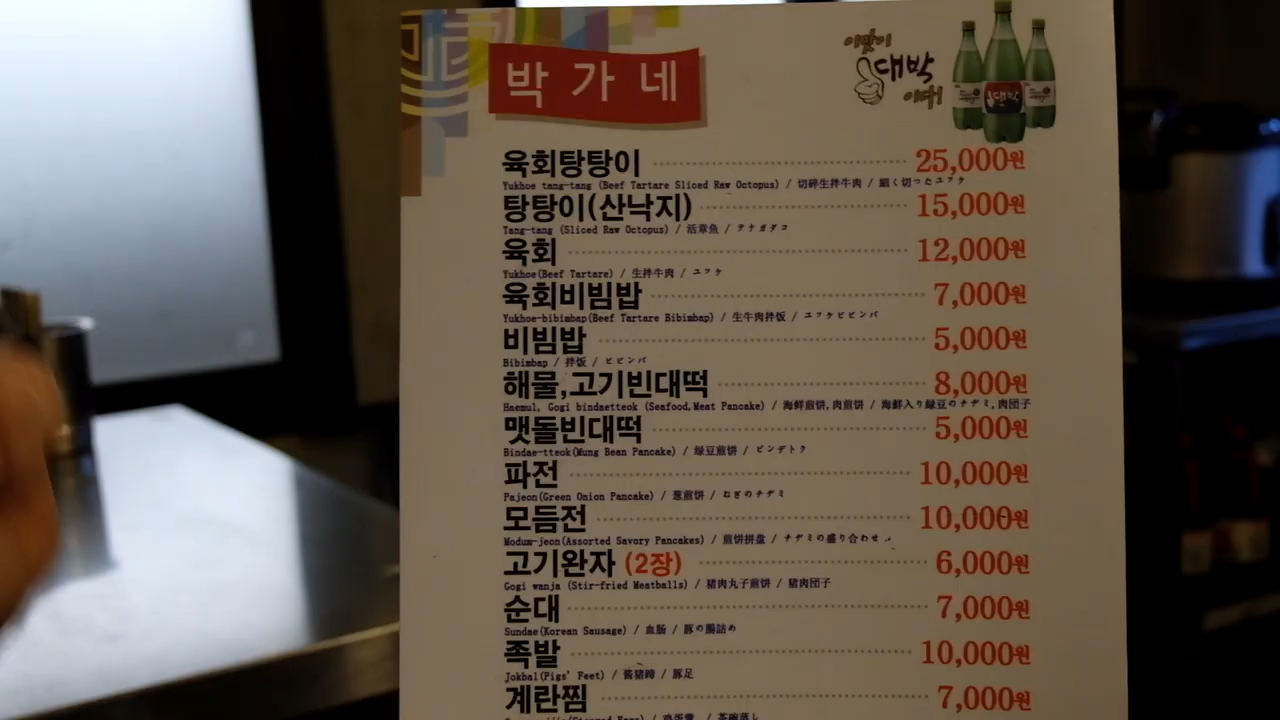 박가네
이맛이
대박
이다!
대박
육회탕탕이 25,000원
Yukhoe tang-tang (Beef Tartare Sliced Raw Octopus) / 切碎生拌牛肉 / 細く切ったユッケ
탕탕이(산낙지) 15,000원
Tang-tang (Sliced Raw Octopus) / 活章魚 / テナガダコ
육회 12,000원
Yukhoe(Beef Tartare) / 生拌牛肉 / ユッケ
육회비빔밥 7,000원
Yukhoe-bibimbap(Beef Tartare Bibimbap) / 生牛肉拌饭 / ユッケビビンバ
비빔밥 5,000원
Bibimbap / 拌饭 / ビビンバ
해물,고기빈대떡 8,000원
Haemul, Gogi bindaetteok (Seafood,Meat Pancake) / 海鲜煎饼,肉煎饼 / 海鮮入り緑豆のチヂミ,肉団子
맷돌빈대떡 5,000원
Bindae-tteok(Mung Bean Pancake) / 绿豆煎饼 / ビンデトク
파전 10,000원
Pajeon(Green Onion Pancake) / 葱煎饼 / ねぎのチヂミ
모듬전 10,000원
Modum-jeon(Assorted Savory Pancakes) / 煎饼拼盘 / チヂミの盛り合わせ
고기완자 (2장) 6,000원
Gogi wanja (Stir-fried Meatballs) / 猪肉丸子煎饼 / 猪肉団子
순대 7,000원
Sundae(Korean Sausage) / 血肠 / 豚の腸詰め
족발 10,000원
Jokbal(Pigs' Feet) / 酱猪蹄 / 豚足
계란찜 7,000원